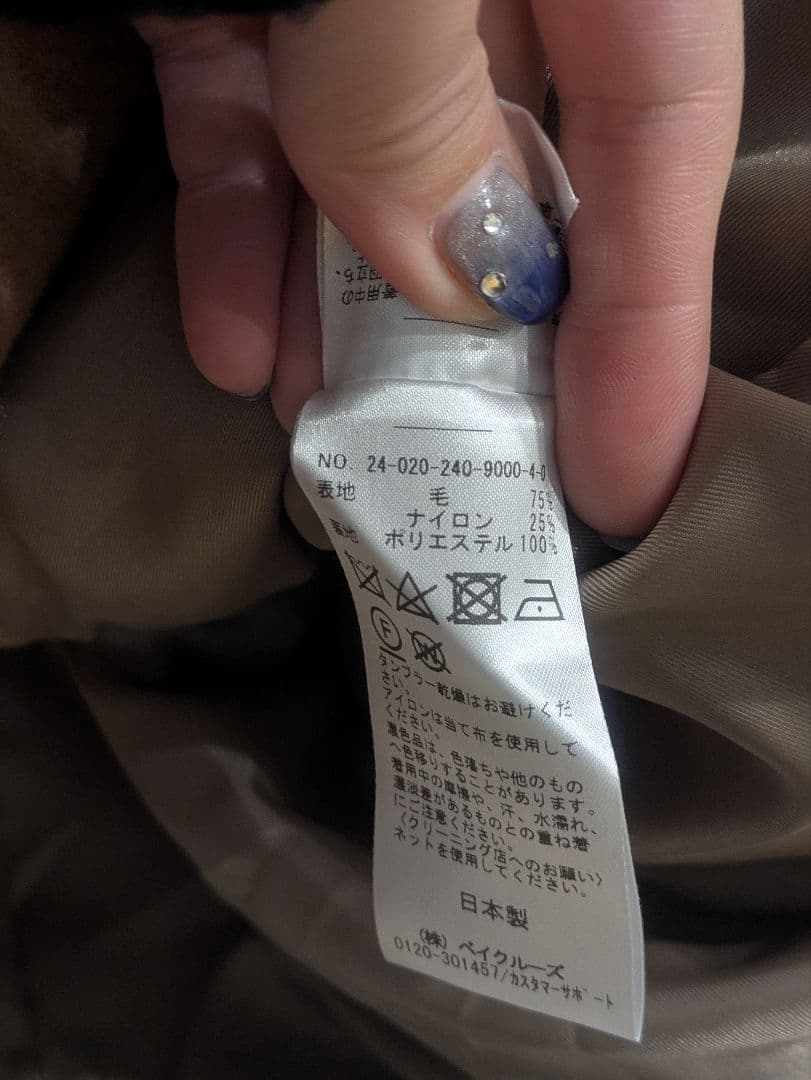 着用中の
NO. 24-020-240-9000-4-0
表地 毛 75%
ナイロン 25%
裏地 ポリエステル 100%
F
タンブラー乾燥はお避けくだ
さい。
アイロンは当て布を使用して
ください。
濃色品は、色落ちや他のもの
へ色移りすることがあります。
着用中の摩擦や、汗、水濡れ、
濃淡差があるものとの重ね着
にご注意ください。
〈クリーニング店へのお願い〉
ネットを使用してください。
日本製
(株) ベイクルーズ
0120-301457/カスタマーサポート